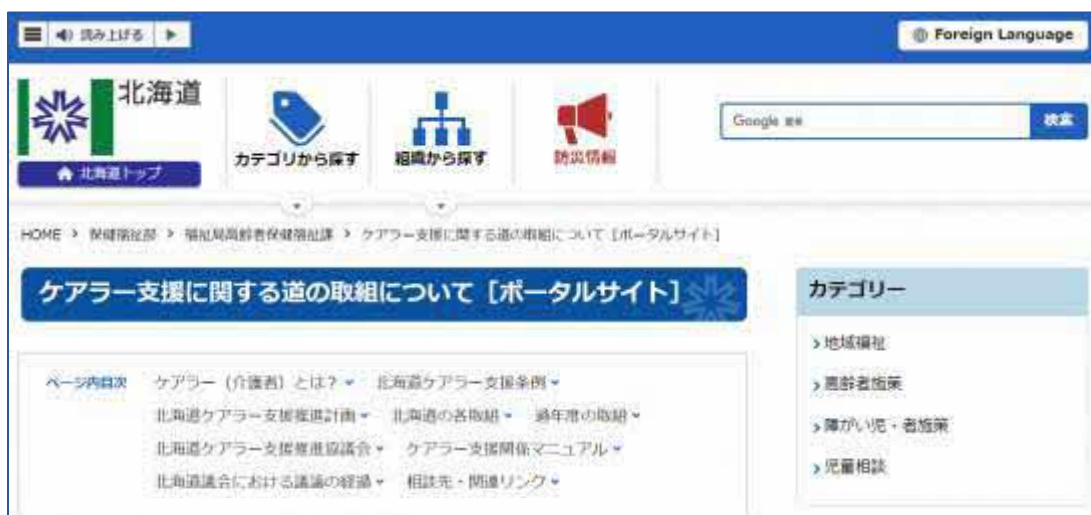 読み上げる
Foreign Language
北海道
北海道トップ
カテゴリから探す
組織から探す
防災情報
Google 検索
検索
HOME > 保健福祉部 > 福祉局高齢者保健福祉課 > ケアラー支援に関する道の取組について【ポータルサイト】
ケアラー支援に関する道の取組について［ポータルサイト］
ページ内目次
ケアラー（介護者）とは？ 北海道ケアラー支援条例
北海道ケアラー支援推進計画 北海道の各取組 過年度の取組
北海道ケアラー支援推進協議会 ケアラー支援関係マニュアル
北海道議会における議論の経過 相談先・関連リンク
カテゴリー
地域福祉
高齢者施策
障がい児・者施策
児童相談